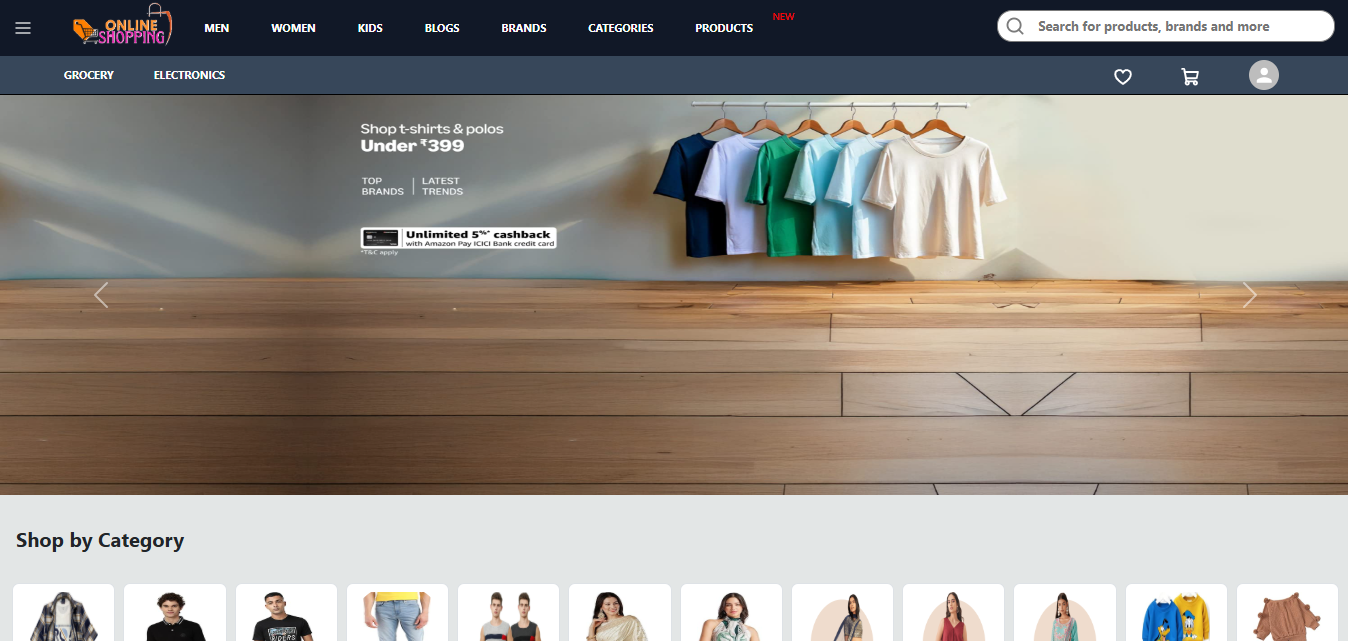 ONLINE
SHOPPING
MEN
WOMEN
KIDS
BLOGS
BRANDS
CATEGORIES
PRODUCTS
NEW
Search for products, brands and more
GROCERY
ELECTRONICS
Shop t-shirts & polos
Under ₹399
TOP
BRANDS
LATEST
TRENDS
Unlimited 5%* cashback
with Amazon Pay ICICI Bank credit card
*T&C apply
Shop by Category
RIDERS